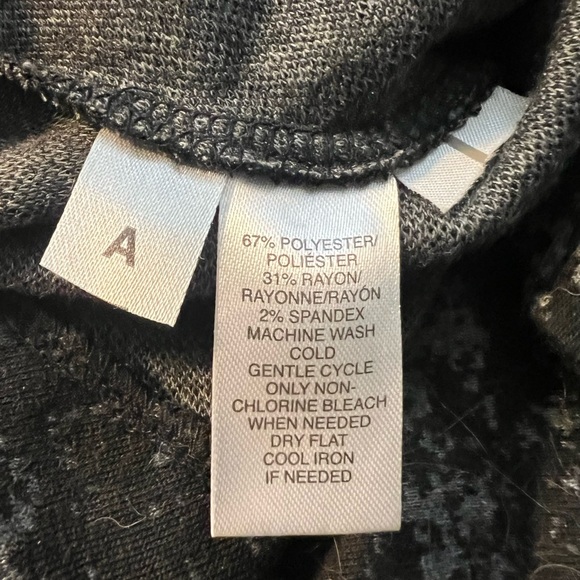 A
67% POLYESTER/
POLIÉSTER
31% RAYON/
RAYONNE/RAYÓN
2% SPANDEX
MACHINE WASH
COLD
GENTLE CYCLE
ONLY NON-
CHLORINE BLEACH
WHEN NEEDED
DRY FLAT
COOL IRON
IF NEEDED